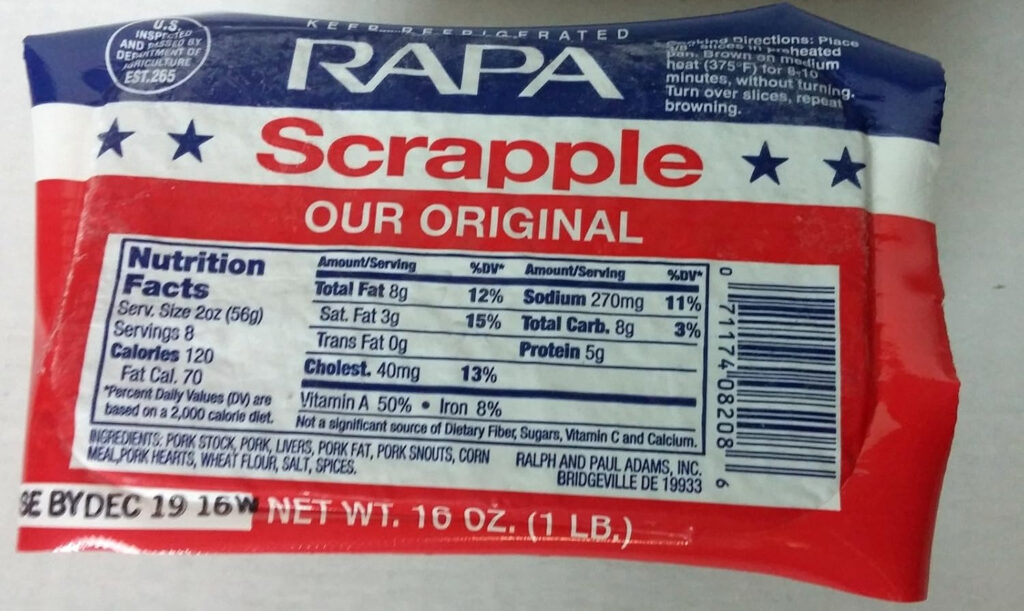 U.S.
INSPECTED
AND PASSED BY
DEPARTMENT OF
AGRICULTURE
EST.265
KEEP REFRIGERATED
RAPA
Cooking Directions: Place
3/8" slices in preheated
pan. Brown on medium
heat (375°F) for 8-10
minutes, without turning.
Turn over slices, repeat
browning.
Scrapple
OUR ORIGINAL
Nutrition
Facts
Serv. Size 2oz (56g)
Servings 8
Calories 120
Fat Cal. 70
*Percent Daily Values (DV) are
based on a 2,000 calorie diet.
Amount/Serving %DV*
Total Fat 8g 12%
Sat. Fat 3g 15%
Trans Fat 0g
Cholest. 40mg 13%
Amount/Serving %DV*
Sodium 270mg 11%
Total Carb. 8g 3%
Protein 5g
Vitamin A 50% • Iron 8%
Not a significant source of Dietary Fiber, Sugars, Vitamin C and Calcium.
INGREDIENTS: PORK STOCK, PORK, LIVERS, PORK FAT, PORK SNOUTS, CORN
MEAL,PORK HEARTS, WHEAT FLOUR, SALT, SPICES.
RALPH AND PAUL ADAMS, INC.
BRIDGEVILLE DE 19933
0 71174 08208 6
SE BY DEC 19 16W
NET WT. 16 OZ. (1 LB.)